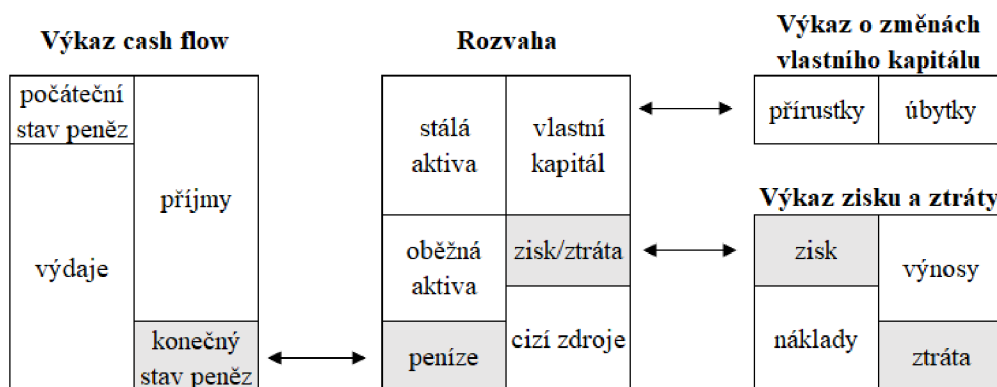 Výkaz cash flow
počáteční
stav peněz
příjmy
výdaje
konečný
stav peněz
Rozvaha
stálá
aktiva
vlastní
kapitál
oběžná
aktiva
zisk/ztráta
peníze
cizí zdroje
Výkaz o změnách
vlastního kapitálu
přírustky
úbytky
Výkaz zisku a ztráty
zisk
výnosy
náklady
ztráta